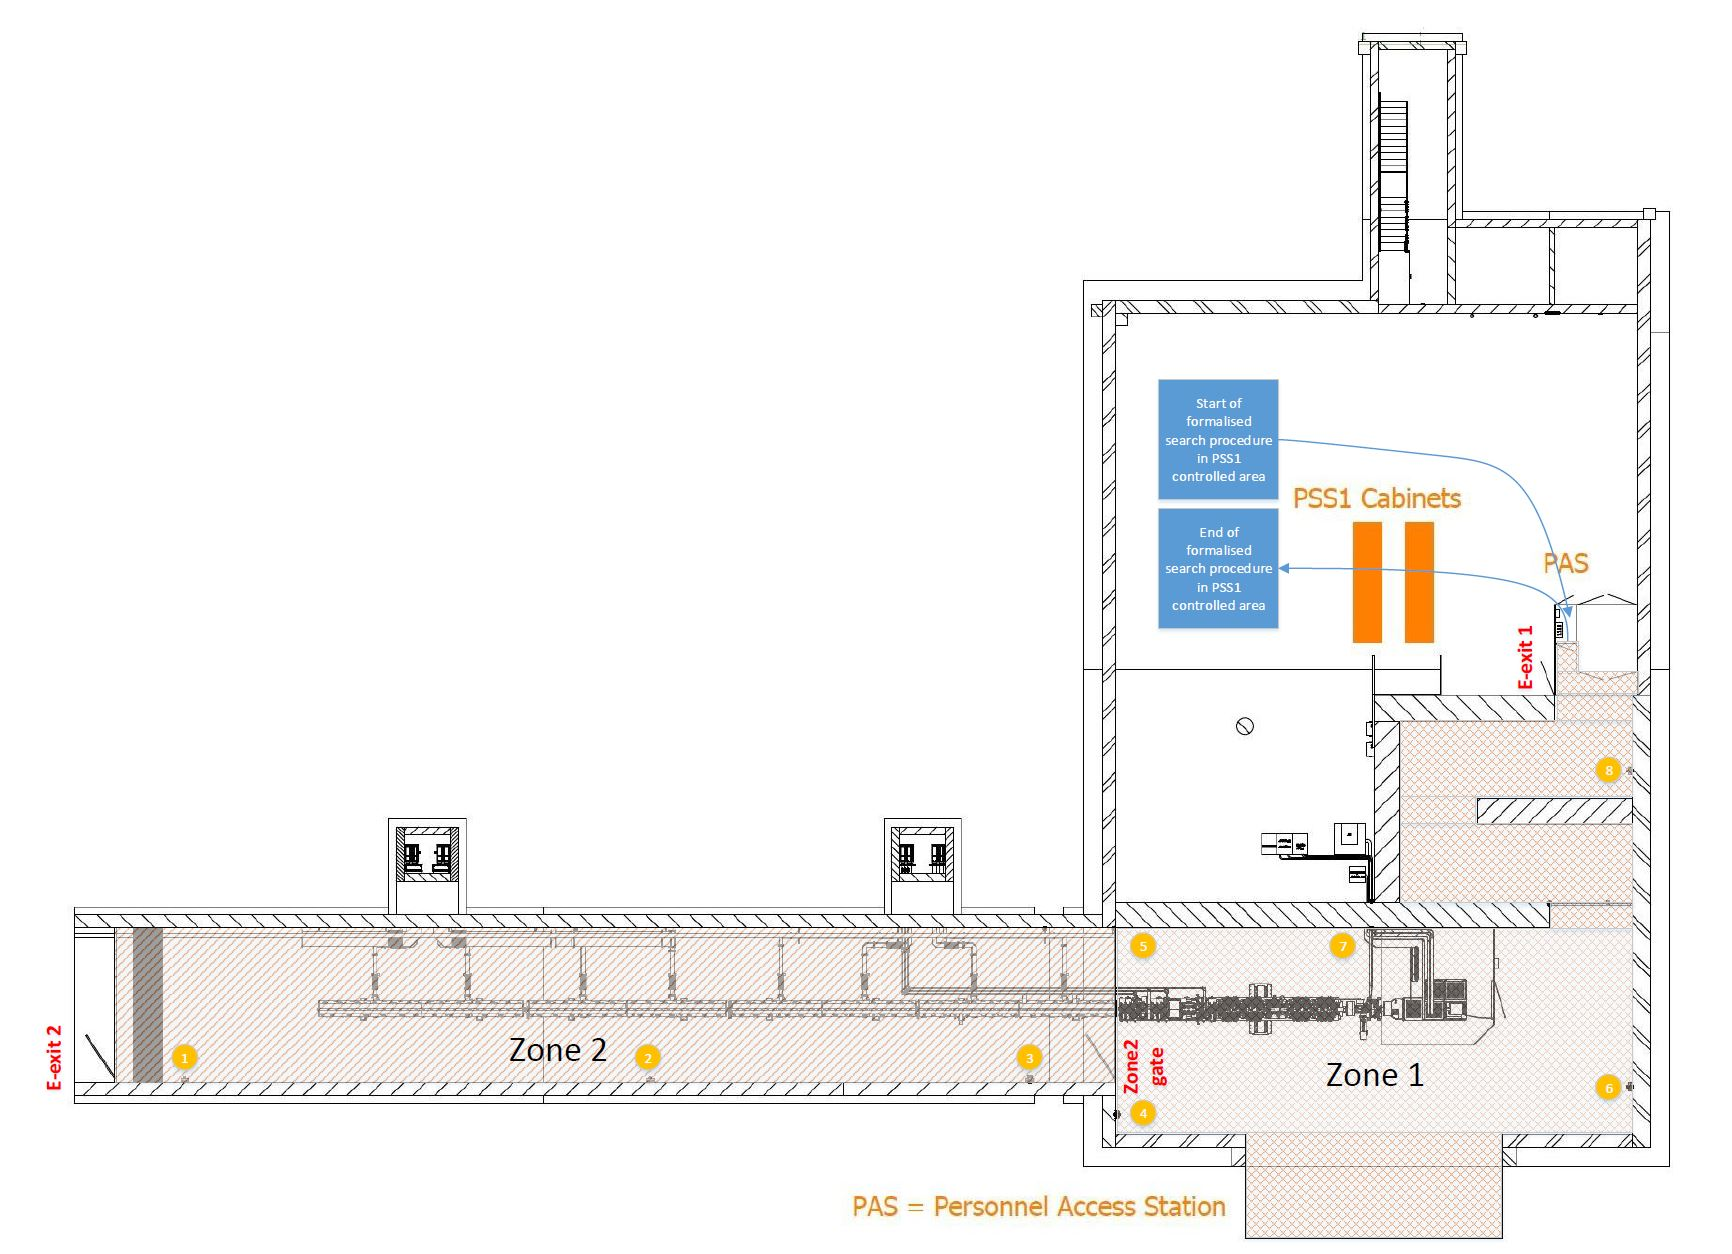 Start of
formalised
search procedure
in PSS1
controlled area
PSS1 Cabinets
End of
formalised
search procedure
in PSS1
controlled area
PAS
E-exit 1
8
5
7
E-exit 2
1
Zone 2
2
3
Zone2
gate
Zone 1
4
6
PAS = Personnel Access Station